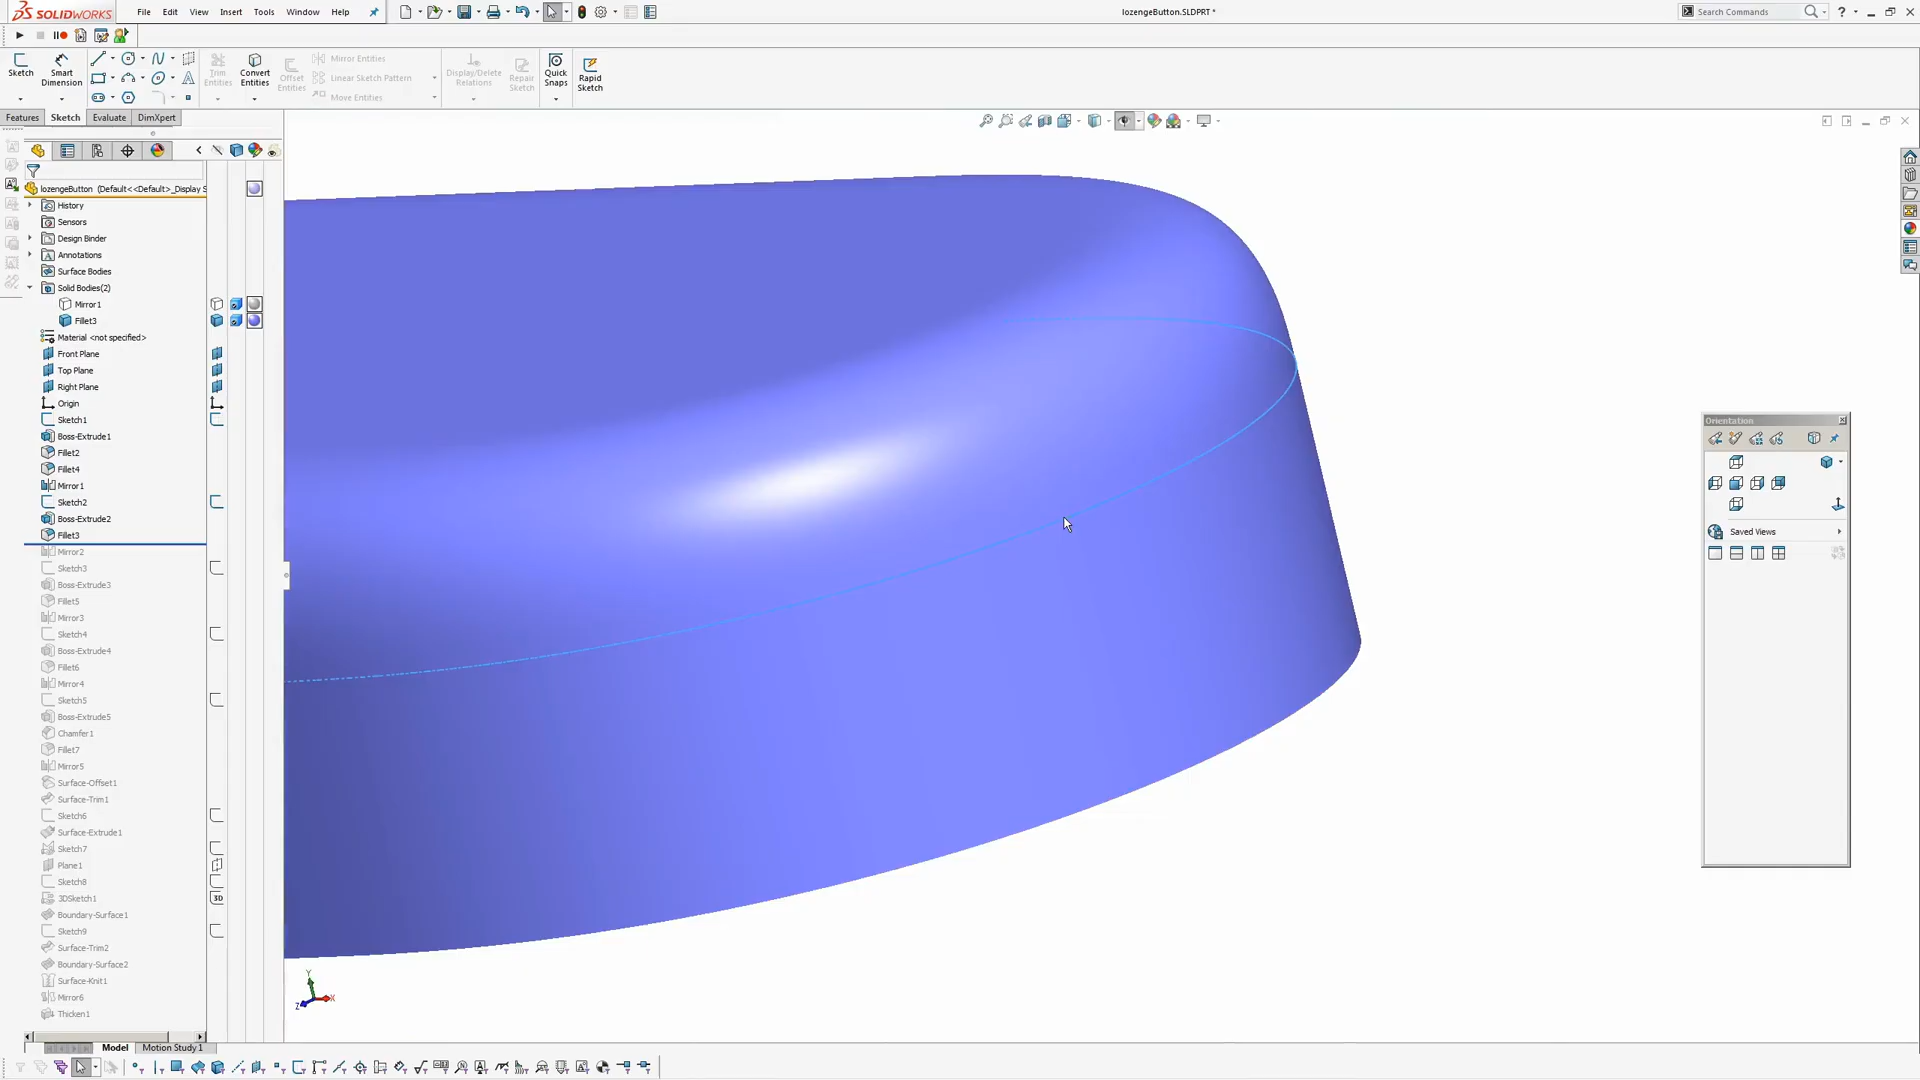 SOLIDWORKS
File Edit View Insert Tools Window Help
lozengeButton.SLDPRT *
Search Commands
Sketch
Smart Dimension
Trim Entities
Convert Entities
Offset Entities
Mirror Entities
Linear Sketch Pattern
Move Entities
Display/Delete Relations
Repair Sketch
Quick Snaps
Rapid Sketch
Features Sketch Evaluate DimXpert
lozengeButton (Default<<Default>_Display S
History
Sensors
Design Binder
Annotations
Surface Bodies
Solid Bodies(2)
Mirror1
Fillet3
Material <not specified>
Front Plane
Top Plane
Right Plane
Origin
Sketch1
Boss-Extrude1
Fillet2
Fillet4
Mirror1
Sketch2
Boss-Extrude2
Fillet3
Mirror2
Sketch3
Boss-Extrude3
Fillet5
Mirror3
Sketch4
Boss-Extrude4
Fillet6
Mirror4
Sketch5
Boss-Extrude5
Chamfer1
Fillet7
Mirror5
Surface-Offset1
Surface-Trim1
Sketch6
Surface-Extrude1
Sketch7
Plane1
Sketch8
3DSketch1
3D
Boundary-Surface1
Sketch9
Surface-Trim2
Boundary-Surface2
Surface-Knit1
Mirror6
Thicken1
Orientation
Saved Views
Y
Z
X
Model Motion Study 1